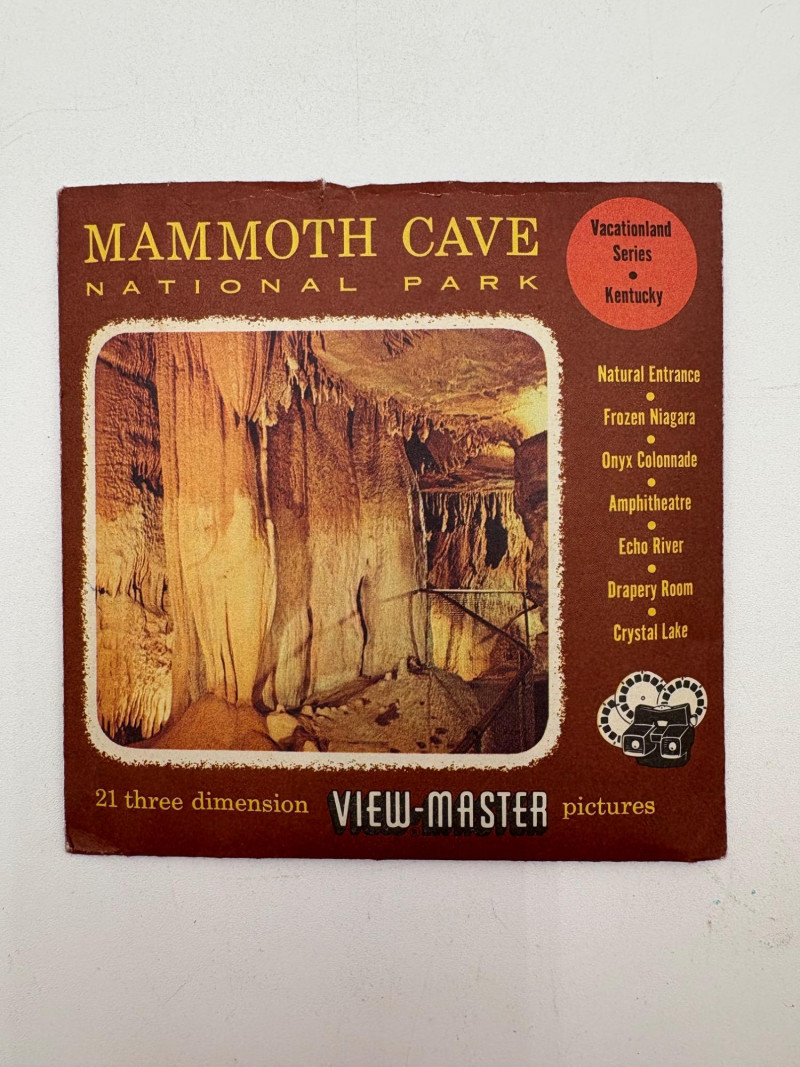 MAMMOTH CAVE
NATIONAL PARK
Vacationland
Series
•
Kentucky
Natural Entrance
•
Frozen Niagara
•
Onyx Colonnade
•
Amphitheatre
•
Echo River
•
Drapery Room
•
Crystal Lake
21 three dimension VIEW-MASTER pictures